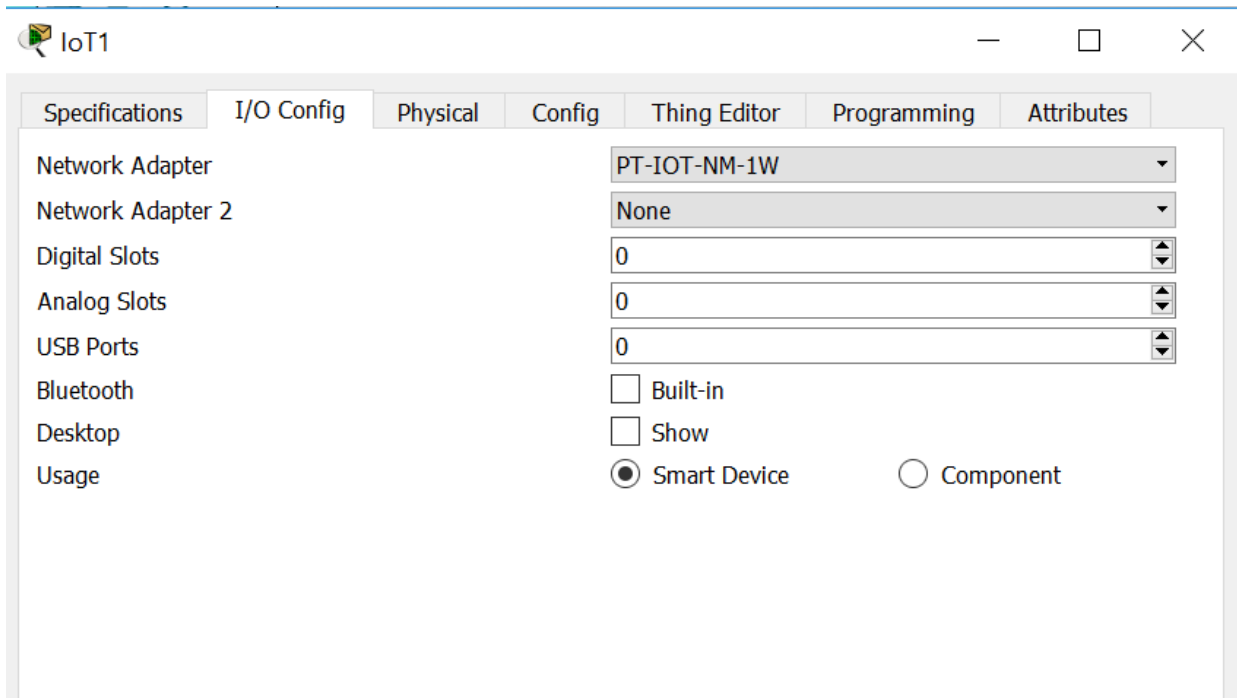 IoT1
Specifications I/O Config Physical Config Thing Editor Programming Attributes
Network Adapter PT-IOT-NM-1W
Network Adapter 2 None
Digital Slots 0
Analog Slots 0
USB Ports 0
Bluetooth Built-in
Desktop Show
Usage Smart Device Component